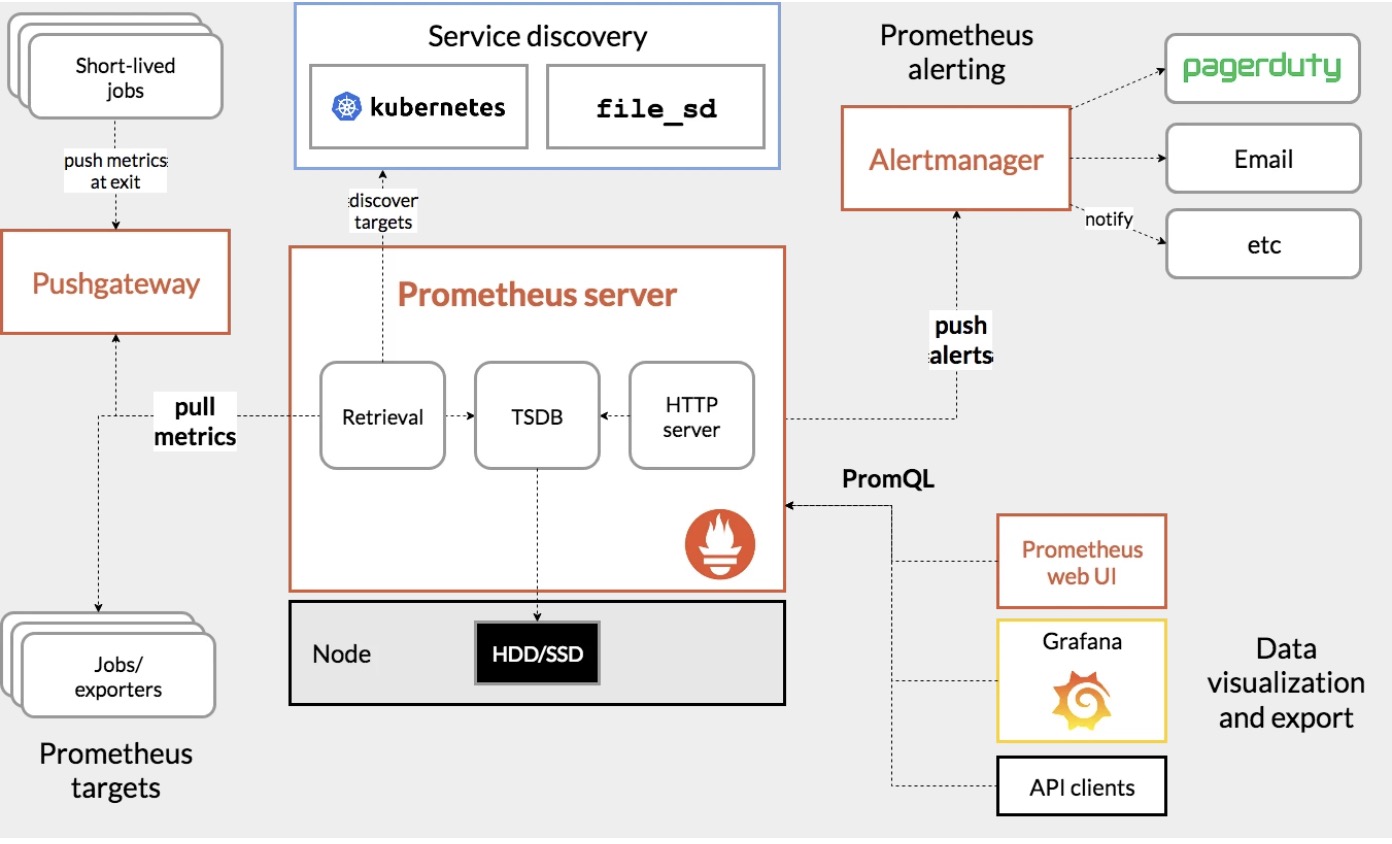 Short-lived
jobs
push metrics
at exit
Pushgateway
pull
metrics
Jobs/
exporters
Prometheus
targets
Service discovery
kubernetes
file_sd
discover
targets
Prometheus server
Retrieval
TSDB
HTTP
server
Node
HDD/SSD
Prometheus
alerting
Alertmanager
pagerduty
Email
notify
etc
push
alerts
PromQL
Prometheus
web UI
Grafana
API clients
Data
visualization
and export